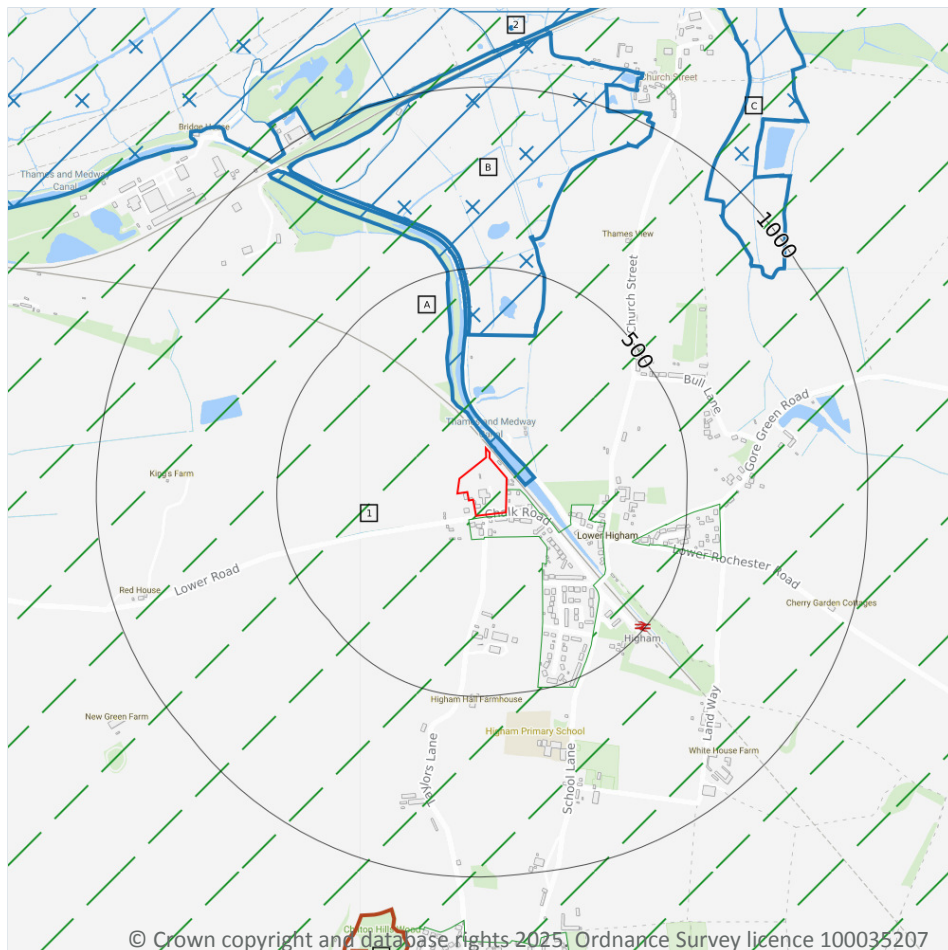 2
Church Street
C
Bridge House
B
Thames and Medway
Canal
1000
Thames View
Church Street
A
500
Bull Lane
Gore Green Road
Thames and Medway
Canal
King's Farm
1
Chalk Road
Lower Higham
Lower Rochester Road
Lower Road
Red House
Cherry Garden Cottages
Higham
Higham Hall Farmhouse
Land Way
New Green Farm
Higham Primary School
White House Farm
Taylors Lane
School Lane
© Crown copyright and database rights 2025. Ordnance Survey licence 100035207